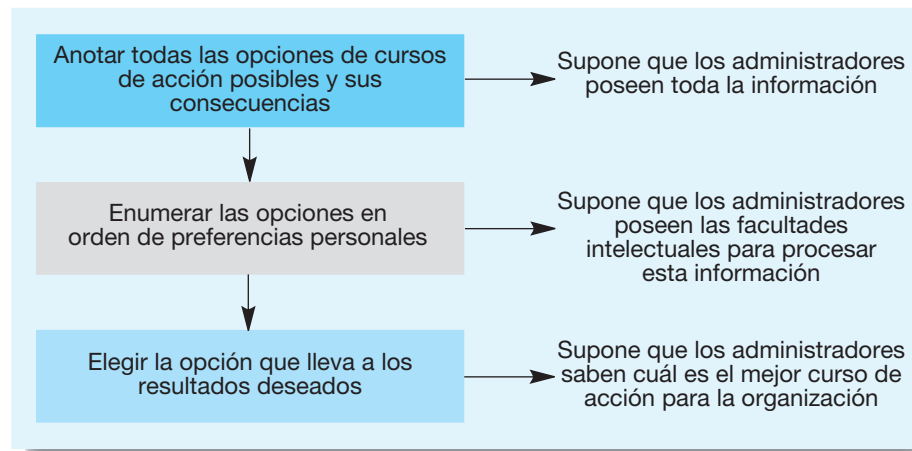 Anotar todas las opciones de cursos
de acción posibles y sus
consecuencias
Supone que los administradores
poseen toda la información
Enumerar las opciones en
orden de preferencias personales
Supone que los administradores
poseen las facultades
intelectuales para procesar
esta información
Elegir la opción que lleva a los
resultados deseados
Supone que los administradores
saben cuál es el mejor curso de
acción para la organización